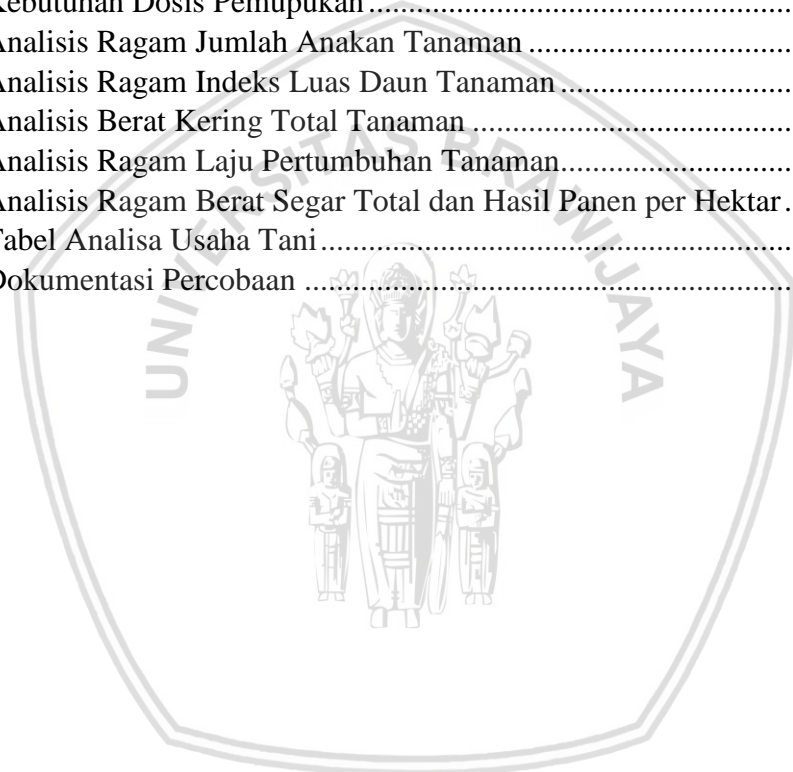 Kebutuhan Dosis Pemupukan........................................................
Analisis Ragam Jumlah Anakan Tanaman........................................
Analisis Ragam Indeks Luas Daun Tanaman....................................
Analisis Berat Kering Total Tanaman................................................
Analisis Ragam Laju Pertumbuhan Tanaman....................................
Analisis Ragam Berat Segar Total dan Hasil Panen per Hektar.
Tabel Analisa Usaha Tani..................................................................
Dokumentasi Percobaan....................................................................
UNIVERSITAS BRAWIJAYA